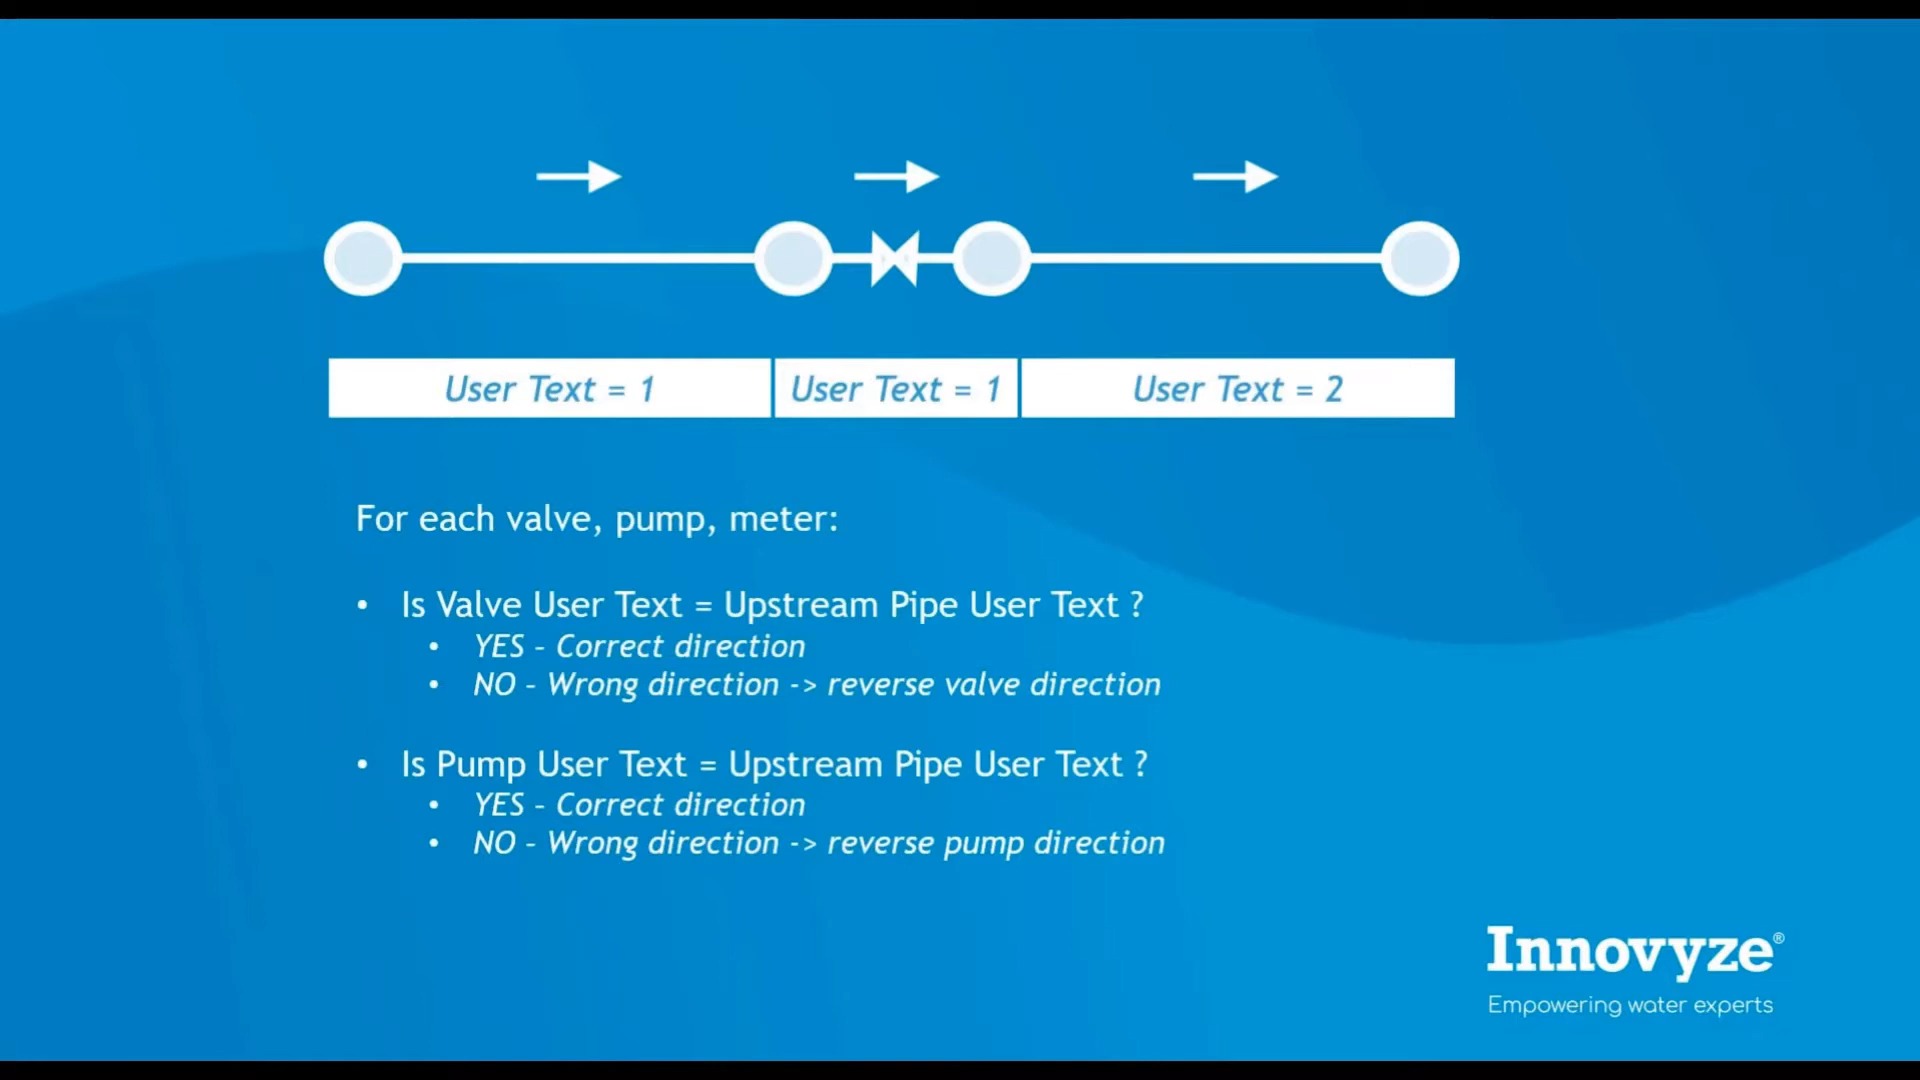 User Text = 1
User Text = 1
User Text = 2
For each valve, pump, meter:
• Is Valve User Text = Upstream Pipe User Text ?
• YES – Correct direction
• NO – Wrong direction -> reverse valve direction
• Is Pump User Text = Upstream Pipe User Text ?
• YES – Correct direction
• NO – Wrong direction -> reverse pump direction
Innovyze®
Empowering water experts